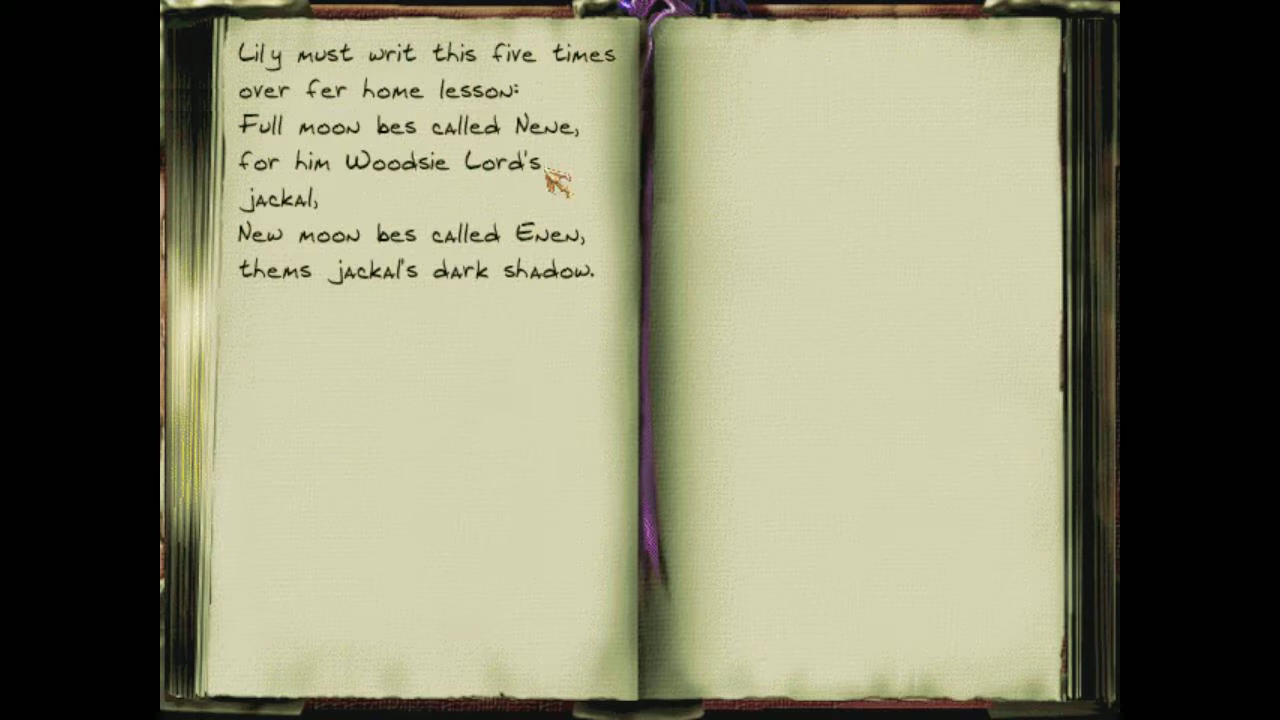 Lily must writ this five times
over fer home lesson:
Full moon bes called Nene,
for him Woodsie Lord's
jackal,
New moon bes called Enen,
thems jackal's dark shadow.